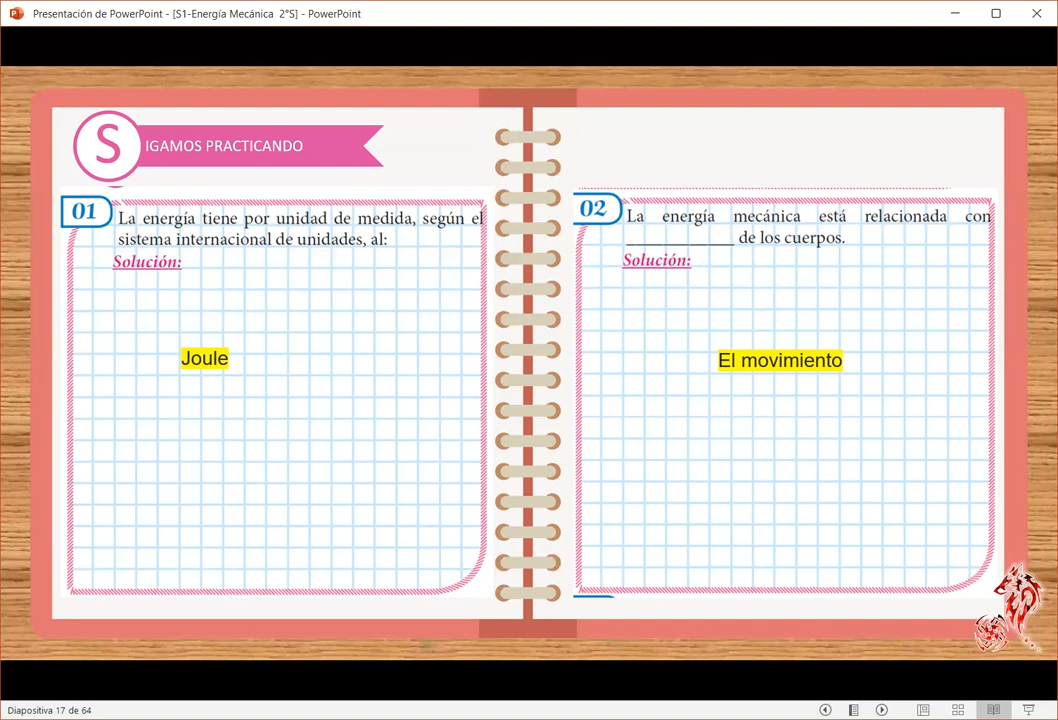 Presentación de PowerPoint - [S1-Energía Mecánica  2°S] - PowerPoint
S
IGAMOS PRACTICANDO
01
La energía tiene por unidad de medida, según el
sistema internacional de unidades, al:
Solución:
Joule
02
La energía mecánica está relacionada con
_____________ de los cuerpos.
Solución:
El movimiento
Diapositiva 17 de 64